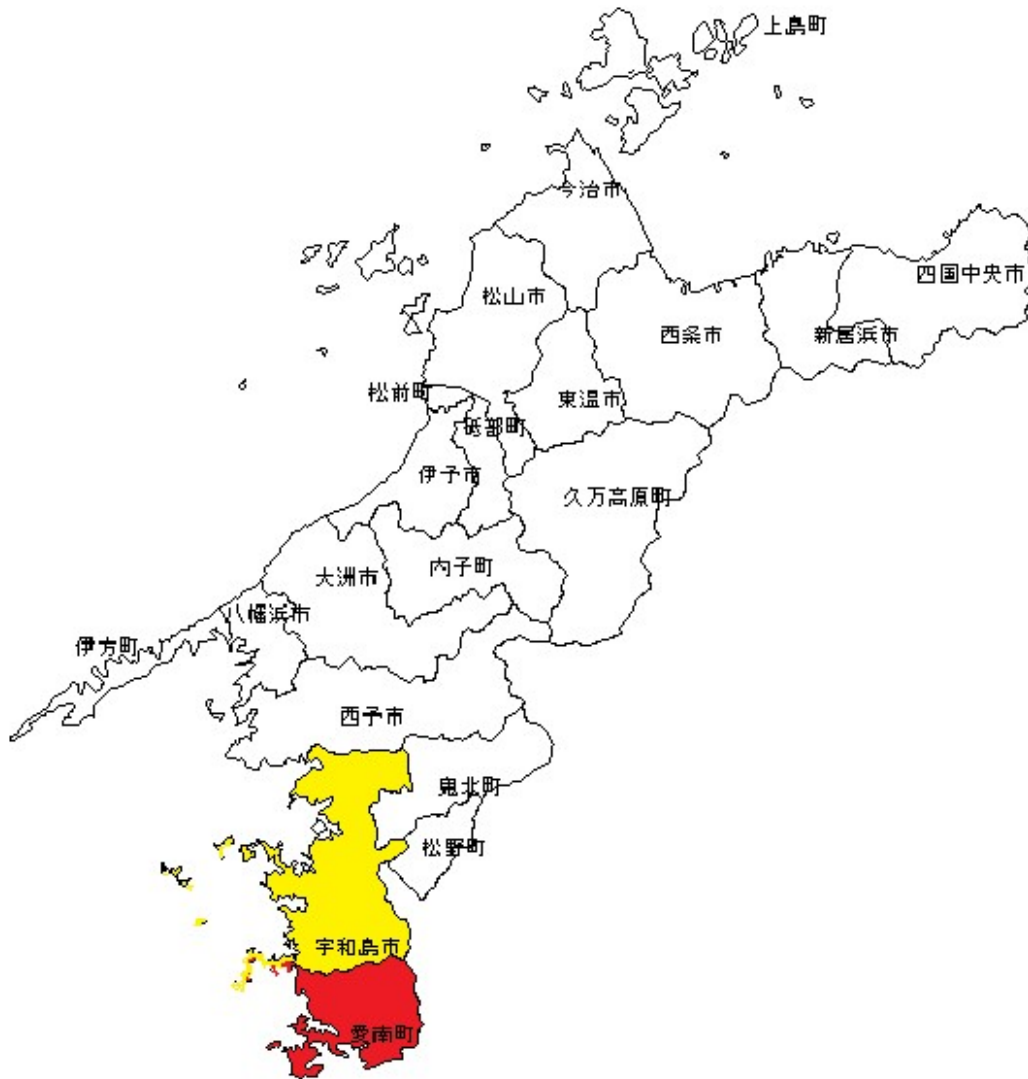 上島町
今治市
四国中央市
松山市
西条市
新居浜市
松前町
東温市
砥部町
伊予市
久万高原町
内子町
大洲市
八幡浜市
伊方町
西予市
鬼北町
松野町
宇和島市
愛南町